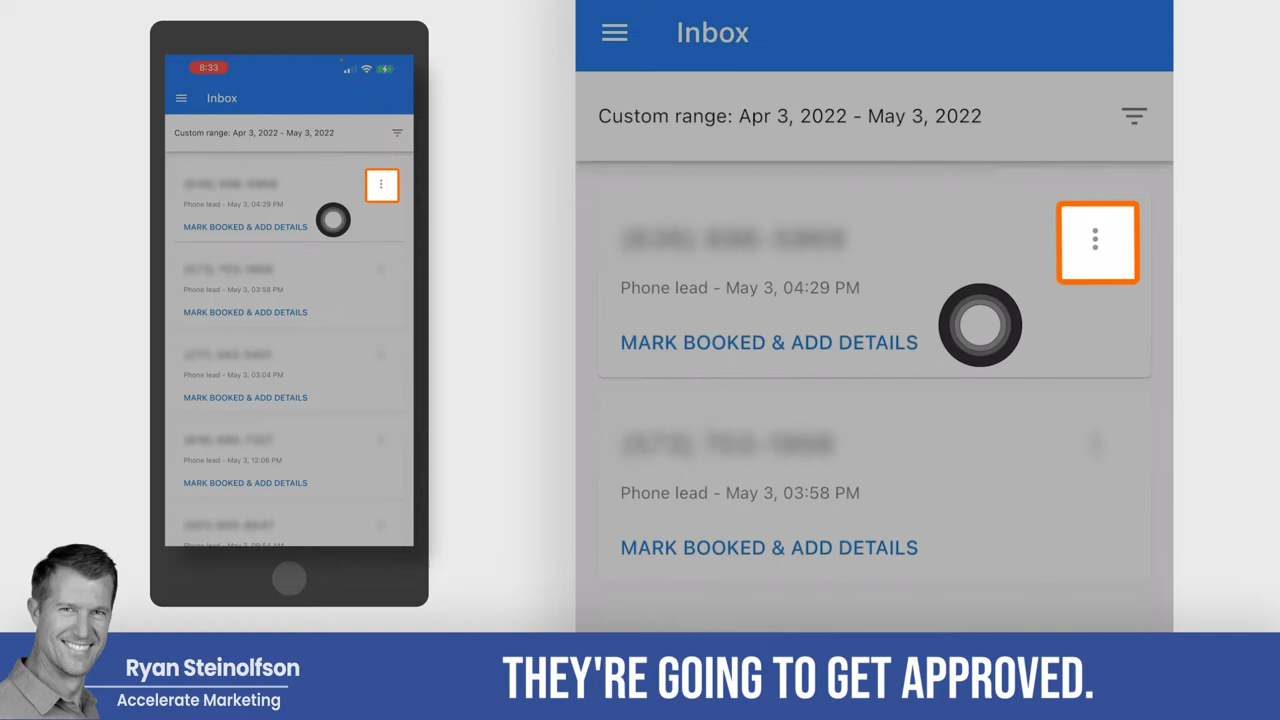 8:33
Inbox
Custom range: Apr 3, 2022 - May 3, 2022
Phone lead - May 3, 04:29 PM
MARK BOOKED & ADD DETAILS
Phone lead - May 3, 03:58 PM
MARK BOOKED & ADD DETAILS
Phone lead - May 3, 03:04 PM
MARK BOOKED & ADD DETAILS
Phone lead - May 3, 12:06 PM
MARK BOOKED & ADD DETAILS
Inbox
Custom range: Apr 3, 2022 - May 3, 2022
Phone lead - May 3, 04:29 PM
MARK BOOKED & ADD DETAILS
Phone lead - May 3, 03:58 PM
MARK BOOKED & ADD DETAILS
Ryan Steinolfson
Accelerate Marketing
THEY'RE GOING TO GET APPROVED.